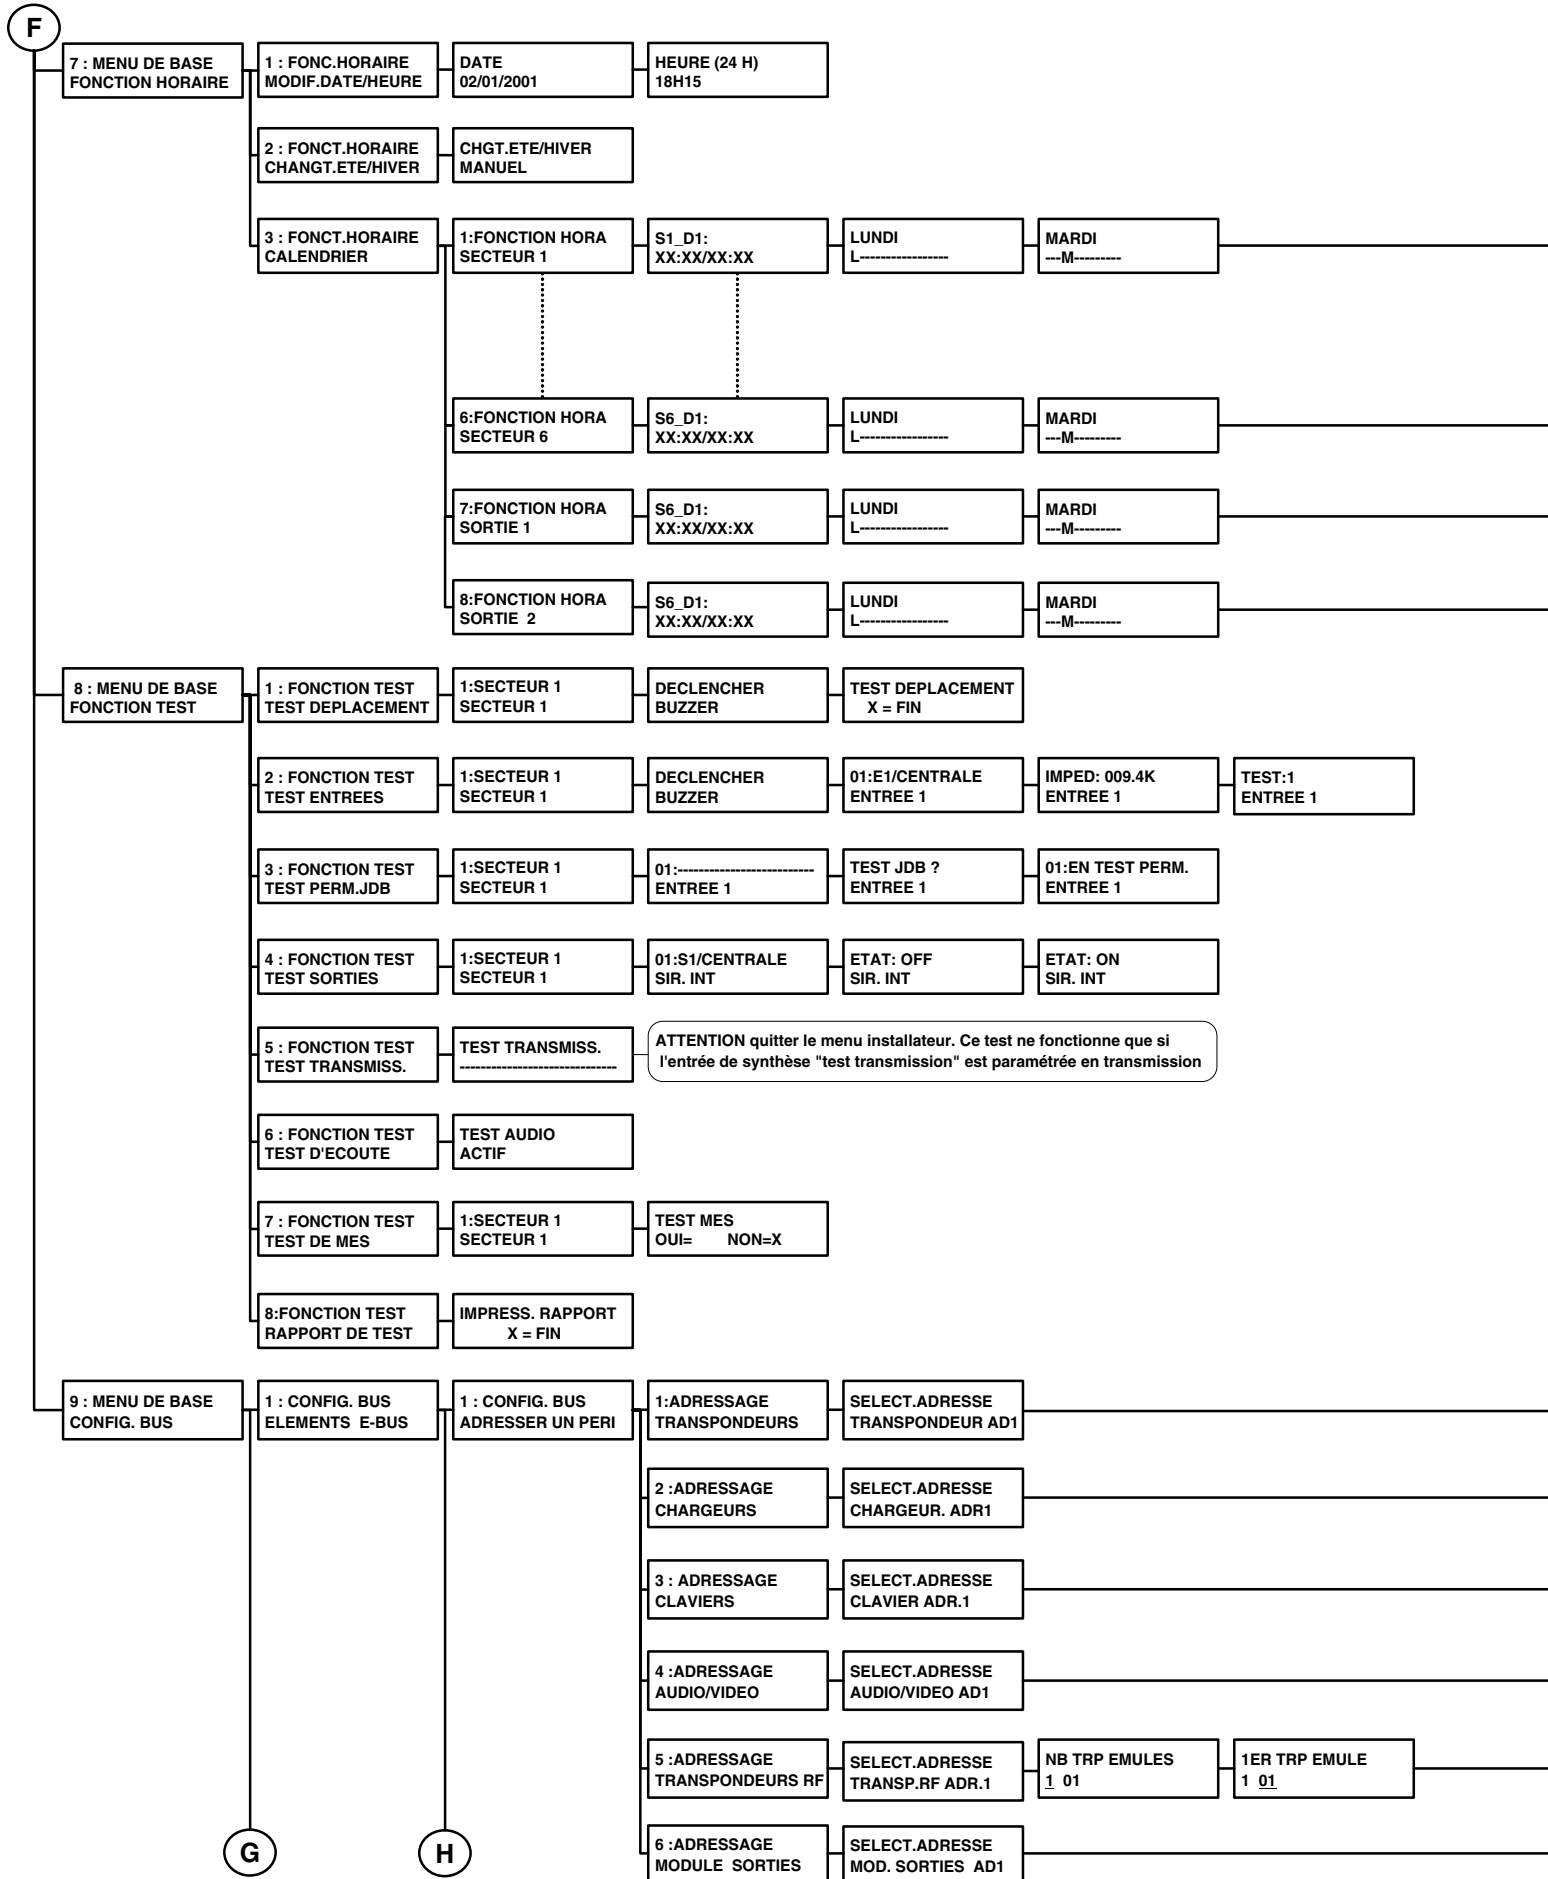 F
7 : MENU DE BASE
FONCTION HORAIRE
1 : FONC.HORAIRE
MODIF.DATE/HEURE
DATE
02/01/2001
HEURE (24 H)
18H15
2 : FONCT.HORAIRE
CHANGT.ETE/HIVER
CHGT.ETE/HIVER
MANUEL
3 : FONCT.HORAIRE
CALENDRIER
1:FONCTION HORA
SECTEUR 1
S1_D1:
XX:XX/XX:XX
LUNDI
L-----------------
MARDI
---M---------
6:FONCTION HORA
SECTEUR 6
S6_D1:
XX:XX/XX:XX
LUNDI
L-----------------
MARDI
---M---------
7:FONCTION HORA
SORTIE 1
S6_D1:
XX:XX/XX:XX
LUNDI
L-----------------
MARDI
---M---------
8:FONCTION HORA
SORTIE  2
S6_D1:
XX:XX/XX:XX
LUNDI
L-----------------
MARDI
---M---------
8 : MENU DE BASE
FONCTION TEST
1 : FONCTION TEST
TEST DEPLACEMENT
1:SECTEUR 1
SECTEUR 1
DECLENCHER
BUZZER
TEST DEPLACEMENT
X = FIN
2 : FONCTION TEST
TEST ENTREES
1:SECTEUR 1
SECTEUR 1
DECLENCHER
BUZZER
01:E1/CENTRALE
ENTREE 1
IMPED: 009.4K
ENTREE 1
TEST:1
ENTREE 1
3 : FONCTION TEST
TEST PERM.JDB
1:SECTEUR 1
SECTEUR 1
01:--------------------------
ENTREE 1
TEST JDB ?
ENTREE 1
01:EN TEST PERM.
ENTREE 1
4 : FONCTION TEST
TEST SORTIES
1:SECTEUR 1
SECTEUR 1
01:S1/CENTRALE
SIR. INT
ETAT: OFF
SIR. INT
ETAT: ON
SIR. INT
5 : FONCTION TEST
TEST TRANSMISS.
TEST TRANSMISS.
------------------------------
ATTENTION quitter le menu installateur. Ce test ne fonctionne que si
l'entrée de synthèse "test transmission" est paramétrée en transmission
6 : FONCTION TEST
TEST D'ECOUTE
TEST AUDIO
ACTIF
7 : FONCTION TEST
TEST DE MES
1:SECTEUR 1
SECTEUR 1
TEST MES
OUI=        NON=X
8:FONCTION TEST
RAPPORT DE TEST
IMPRESS. RAPPORT
X = FIN
9 : MENU DE BASE
CONFIG. BUS
1 : CONFIG. BUS
ELEMENTS  E-BUS
1 : CONFIG. BUS
ADRESSER UN PERI
1:ADRESSAGE
TRANSPONDEURS
SELECT.ADRESSE
TRANSPONDEUR AD1
2 :ADRESSAGE
CHARGEURS
SELECT.ADRESSE
CHARGEUR. ADR1
3 : ADRESSAGE
CLAVIERS
SELECT.ADRESSE
CLAVIER ADR.1
4 :ADRESSAGE
AUDIO/VIDEO
SELECT.ADRESSE
AUDIO/VIDEO AD1
5 :ADRESSAGE
TRANSPONDEURS RF
SELECT.ADRESSE
TRANSP.RF ADR.1
NB TRP EMULES
1  01
1ER TRP EMULE
1  01
6 :ADRESSAGE
MODULE  SORTIES
SELECT.ADRESSE
MOD. SORTIES  AD1
G
H